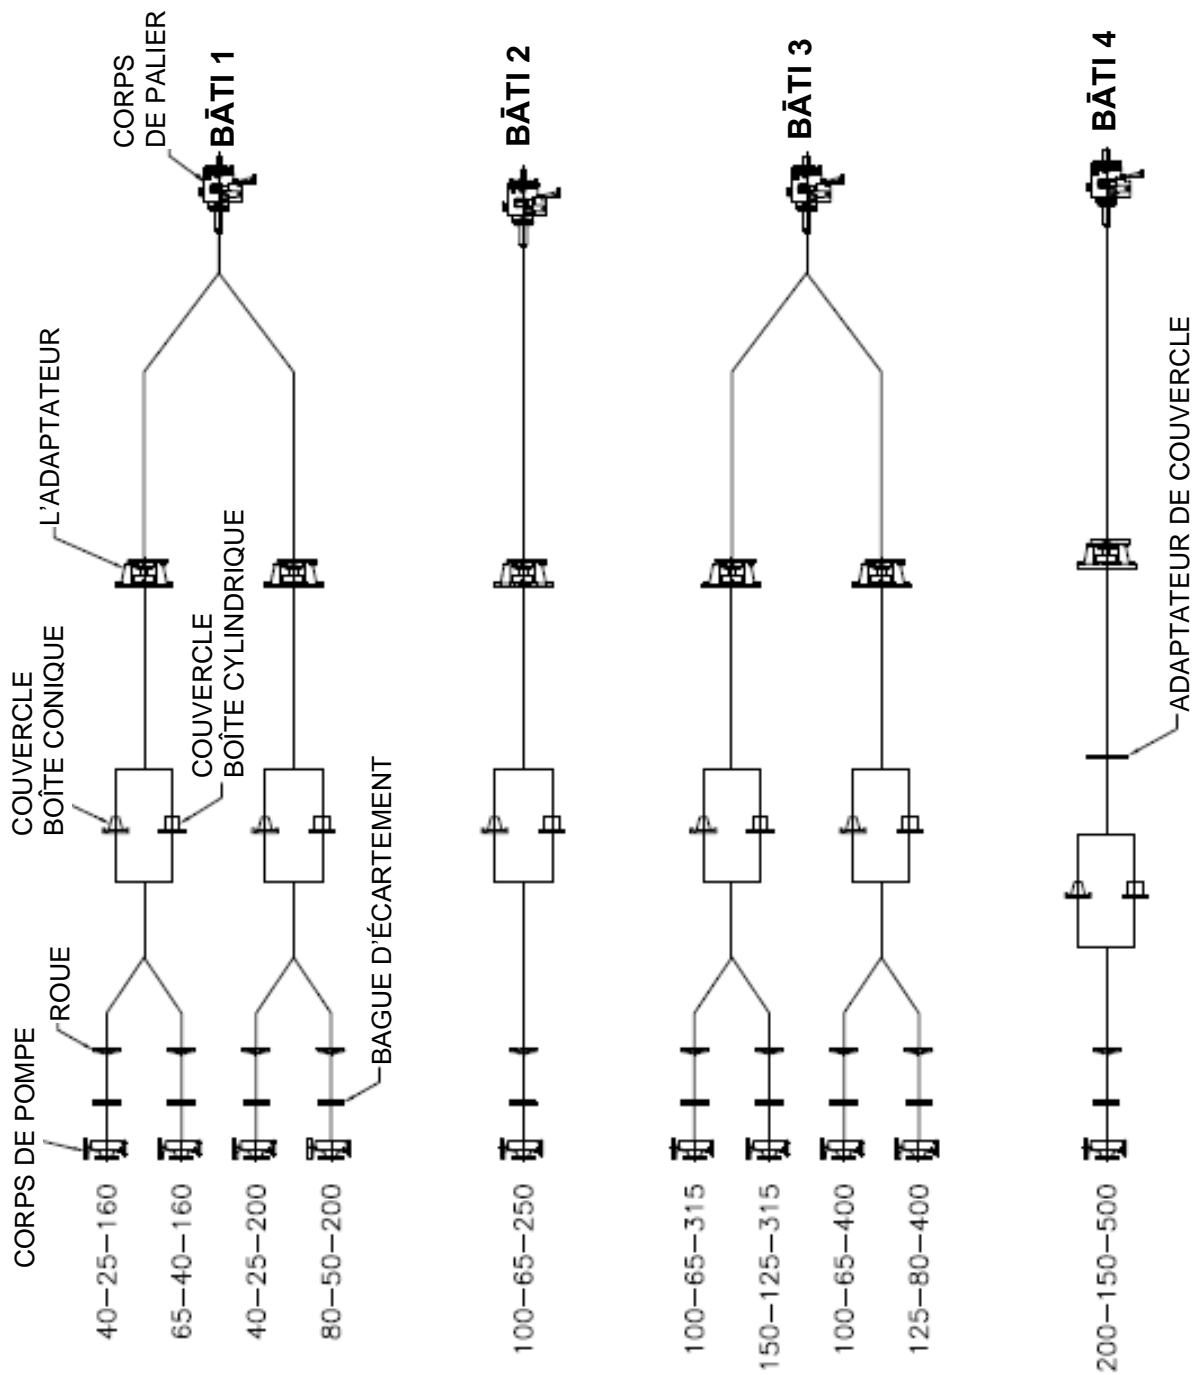 CORPS
DE PALIER
BĀTI 1
BĀTI 2
BĀTI 3
BĀTI 4
L'ADAPTATEUR
ADAPTATEUR DE COUVERCLE
COUVERCLE
BOÎTE CONIQUE
COUVERCLE
BOÎTE CYLINDRIQUE
ROUE
BAGUE D'ÉCARTEMENT
CORPS DE POMPE
40–25–160
65–40–160
40–25–200
80–50–200
100–65–250
100–65–315
150–125–315
100–65–400
125–80–400
200–150–500